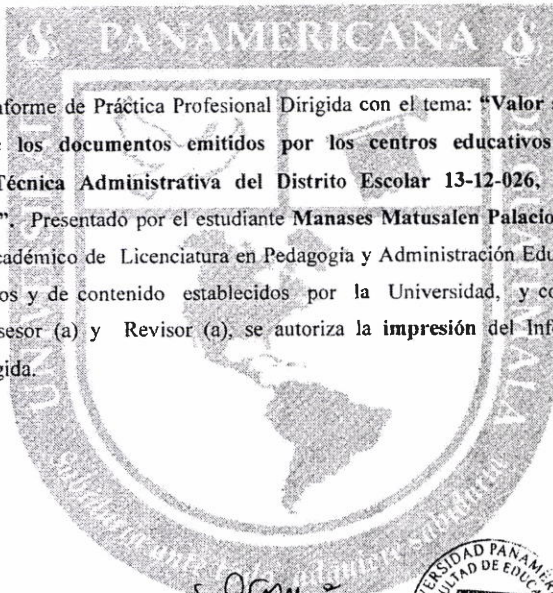 PANAMERICANA
nforme de Práctica Profesional Dirigida con el tema: “Valor
e los documentos emitidos por los centros educativos
Técnica Administrativa del Distrito Escolar 13-12-026,
”. Presentado por el estudiante Manases Matusalen Palacio
cadémico de Licenciatura en Pedagogía y Administración Edu
os y de contenido establecidos por la Universidad, y co
sesor (a) y Revisor (a), se autoriza la impresión del Inf
gida.